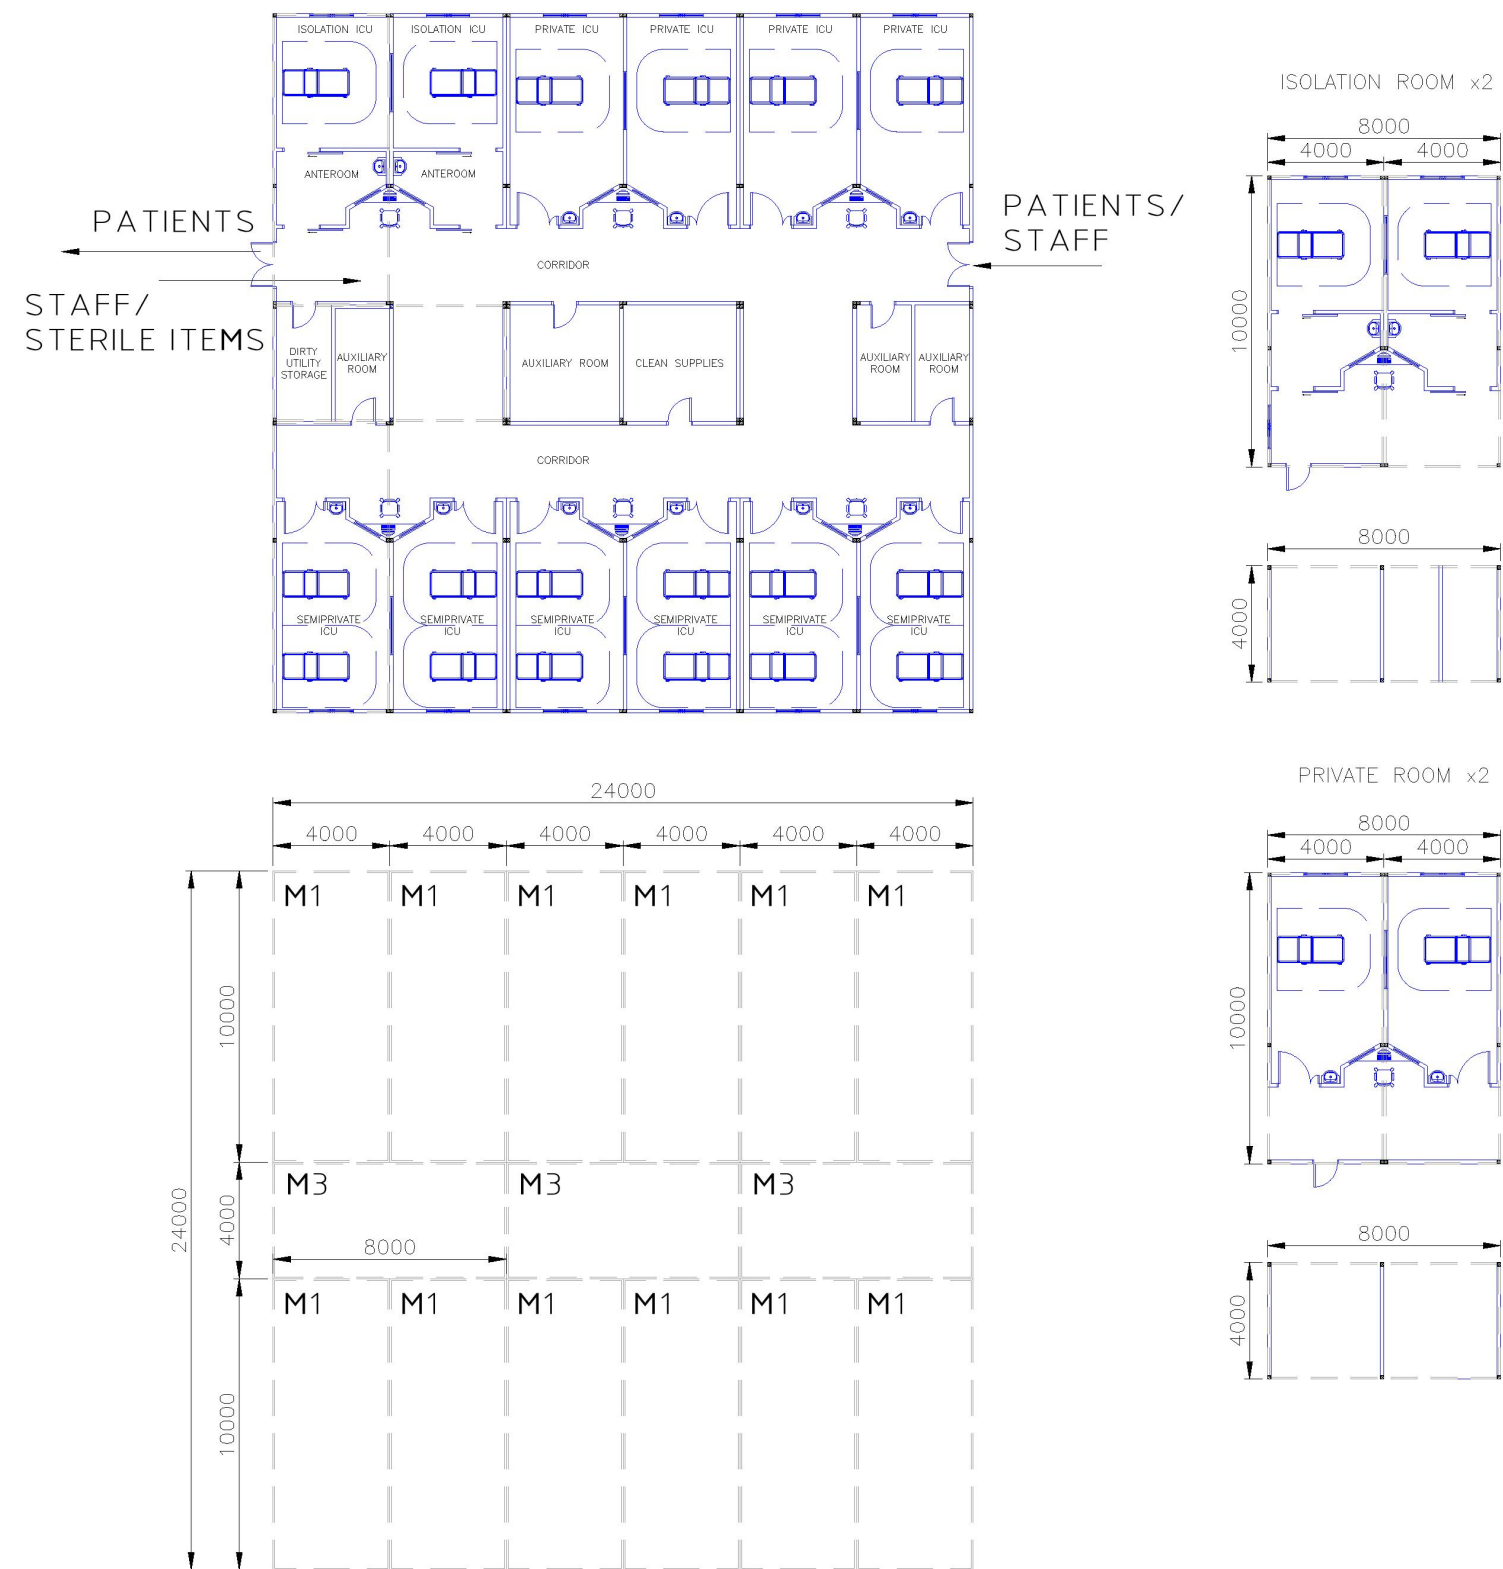 ISOLATION ICU
ISOLATION ICU
PRIVATE ICU
PRIVATE ICU
PRIVATE ICU
PRIVATE ICU
ANTEROOM
ANTEROOM
PATIENTS
PATIENTS/
STAFF
CORRIDOR
STAFF/
STERILE ITEMS
DIRTY
UTILITY
STORAGE
AUXILIARY
ROOM
AUXILIARY ROOM
CLEAN SUPPLIES
AUXILIARY
ROOM
AUXILIARY
ROOM
CORRIDOR
SEMIPRIVATE
ICU
SEMIPRIVATE
ICU
SEMIPRIVATE
ICU
SEMIPRIVATE
ICU
SEMIPRIVATE
ICU
SEMIPRIVATE
ICU
ISOLATION ROOM x2
8000
4000
4000
10000
8000
4000
24000
4000
4000
4000
4000
4000
4000
M1
M1
M1
M1
M1
M1
10000
M3
M3
M3
24000
4000
8000
M1
M1
M1
M1
M1
M1
10000
PRIVATE ROOM x2
8000
4000
4000
10000
8000
4000